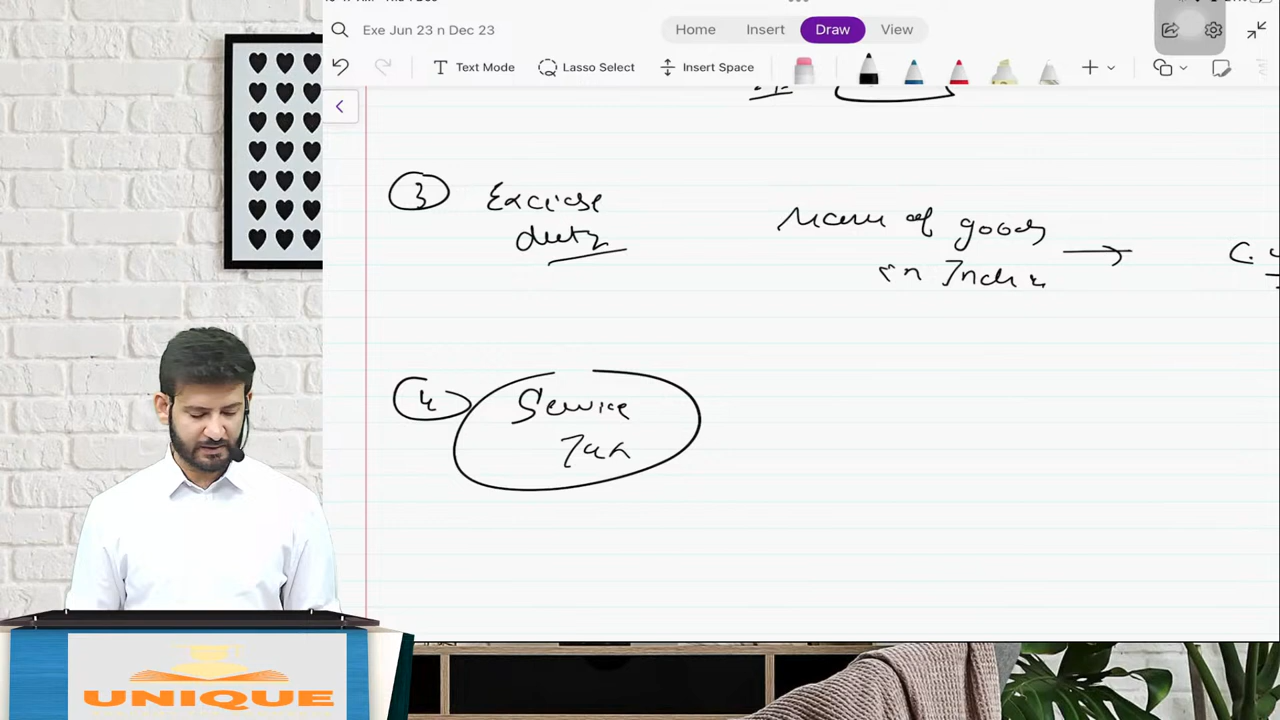 Exe Jun 23 n Dec 23
Home Insert Draw View
Text Mode Lasso Select Insert Space
3 Excise
duty
of goods
in India
C.
4 Service
Tax
UNIQUE